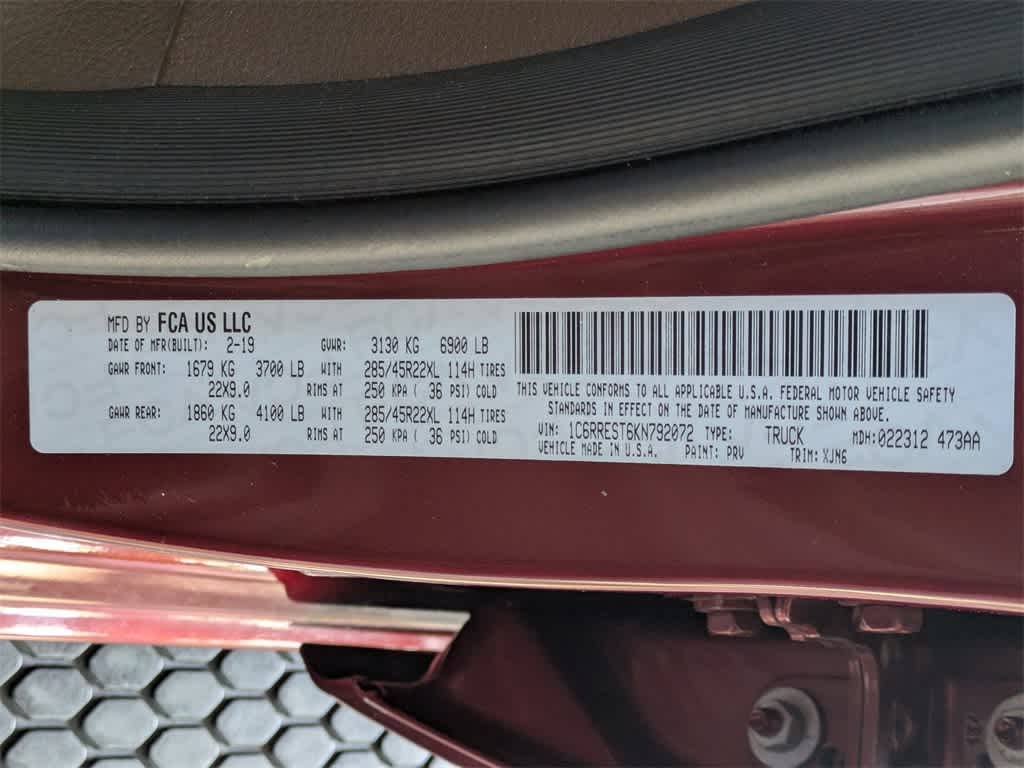 MFD BY FCA US LLC
DATE OF MFR(BUILT): 2-19 GVWR: 3130 KG 6900 LB
GAWR FRONT: 1679 KG 3700 LB WITH 285/45R22XL 114H TIRES
22X9.0 RIMS AT 250 KPA ( 36 PSI) COLD
GAWR REAR: 1860 KG 4100 LB WITH 285/45R22XL 114H TIRES
22X9.0 RIMS AT 250 KPA ( 36 PSI) COLD
THIS VEHICLE CONFORMS TO ALL APPLICABLE U.S.A. FEDERAL MOTOR VEHICLE SAFETY
STANDARDS IN EFFECT ON THE DATE OF MANUFACTURE SHOWN ABOVE.
VIN: 1C6RREST6KN792072 TYPE: TRUCK MDH:022312 473AA
VEHICLE MADE IN U.S.A. PAINT: PRV TRIM: XJN6